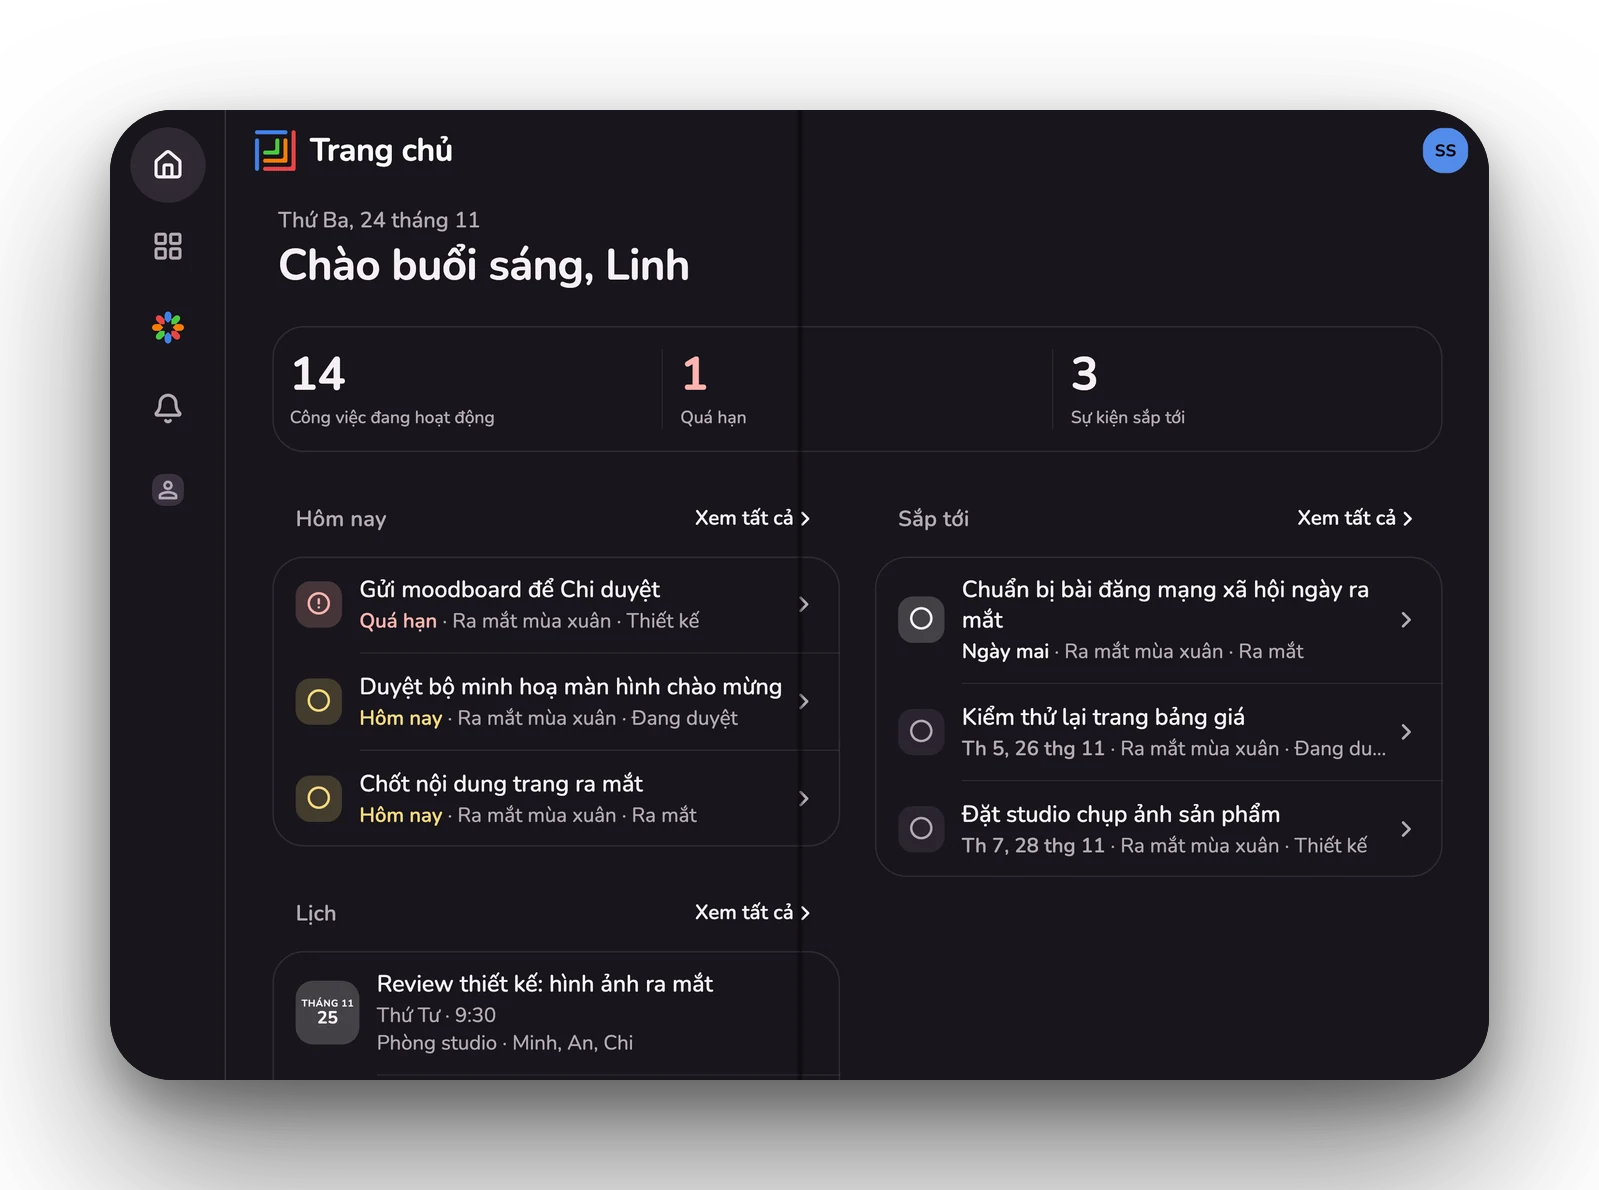 Trang chủ
SS
Thứ Ba, 24 tháng 11
Chào buổi sáng, Linh
14
Công việc đang hoạt động
1
Quá hạn
3
Sự kiện sắp tới
Hôm nay
Xem tất cả
Gửi moodboard để Chi duyệt
Quá hạn · Ra mắt mùa xuân · Thiết kế
Duyệt bộ minh hoạ màn hình chào mừng
Hôm nay · Ra mắt mùa xuân · Đang duyệt
Chốt nội dung trang ra mắt
Hôm nay · Ra mắt mùa xuân · Ra mắt
Sắp tới
Xem tất cả
Chuẩn bị bài đăng mạng xã hội ngày ra
mắt
Ngày mai · Ra mắt mùa xuân · Ra mắt
Kiểm thử lại trang bảng giá
Th 5, 26 thg 11 · Ra mắt mùa xuân · Đang du...
Đặt studio chụp ảnh sản phẩm
Th 7, 28 thg 11 · Ra mắt mùa xuân · Thiết kế
Lịch
Xem tất cả
THÁNG 11
25
Review thiết kế: hình ảnh ra mắt
Thứ Tư · 9:30
Phòng studio · Minh, An, Chi